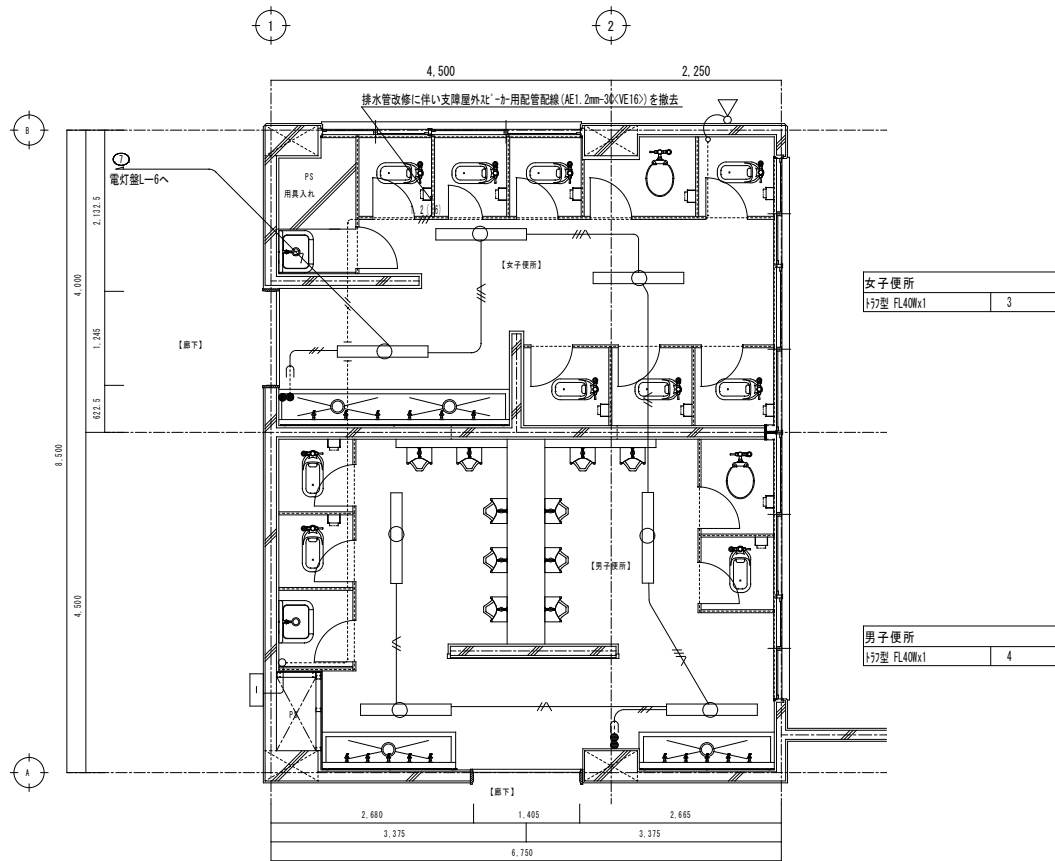 1
2
4,500
2,250
排水管改修に伴い支障屋外スピーカー用配管配線(AE1.2mm-3C<VE16>)を撤去
B
7
電灯盤L-6へ
PS
用具入れ
2,132.5
【女子便所】
4,000
女子便所
トラフ型 FL40Wx1 3
1,245
【廊下】
622.5
8,500
【男子便所】
4,500
男子便所
トラフ型 FL40Wx1 4
A
【廊下】
2,680
1,405
2,665
3,375
3,375
6,750